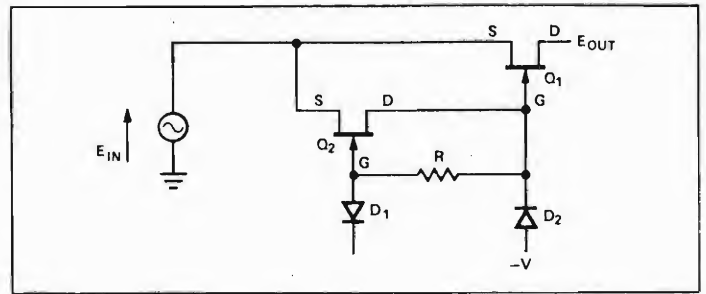 S D E_OUT
Q1
S D G
Q2
E_IN
G R
D1 D2
-V